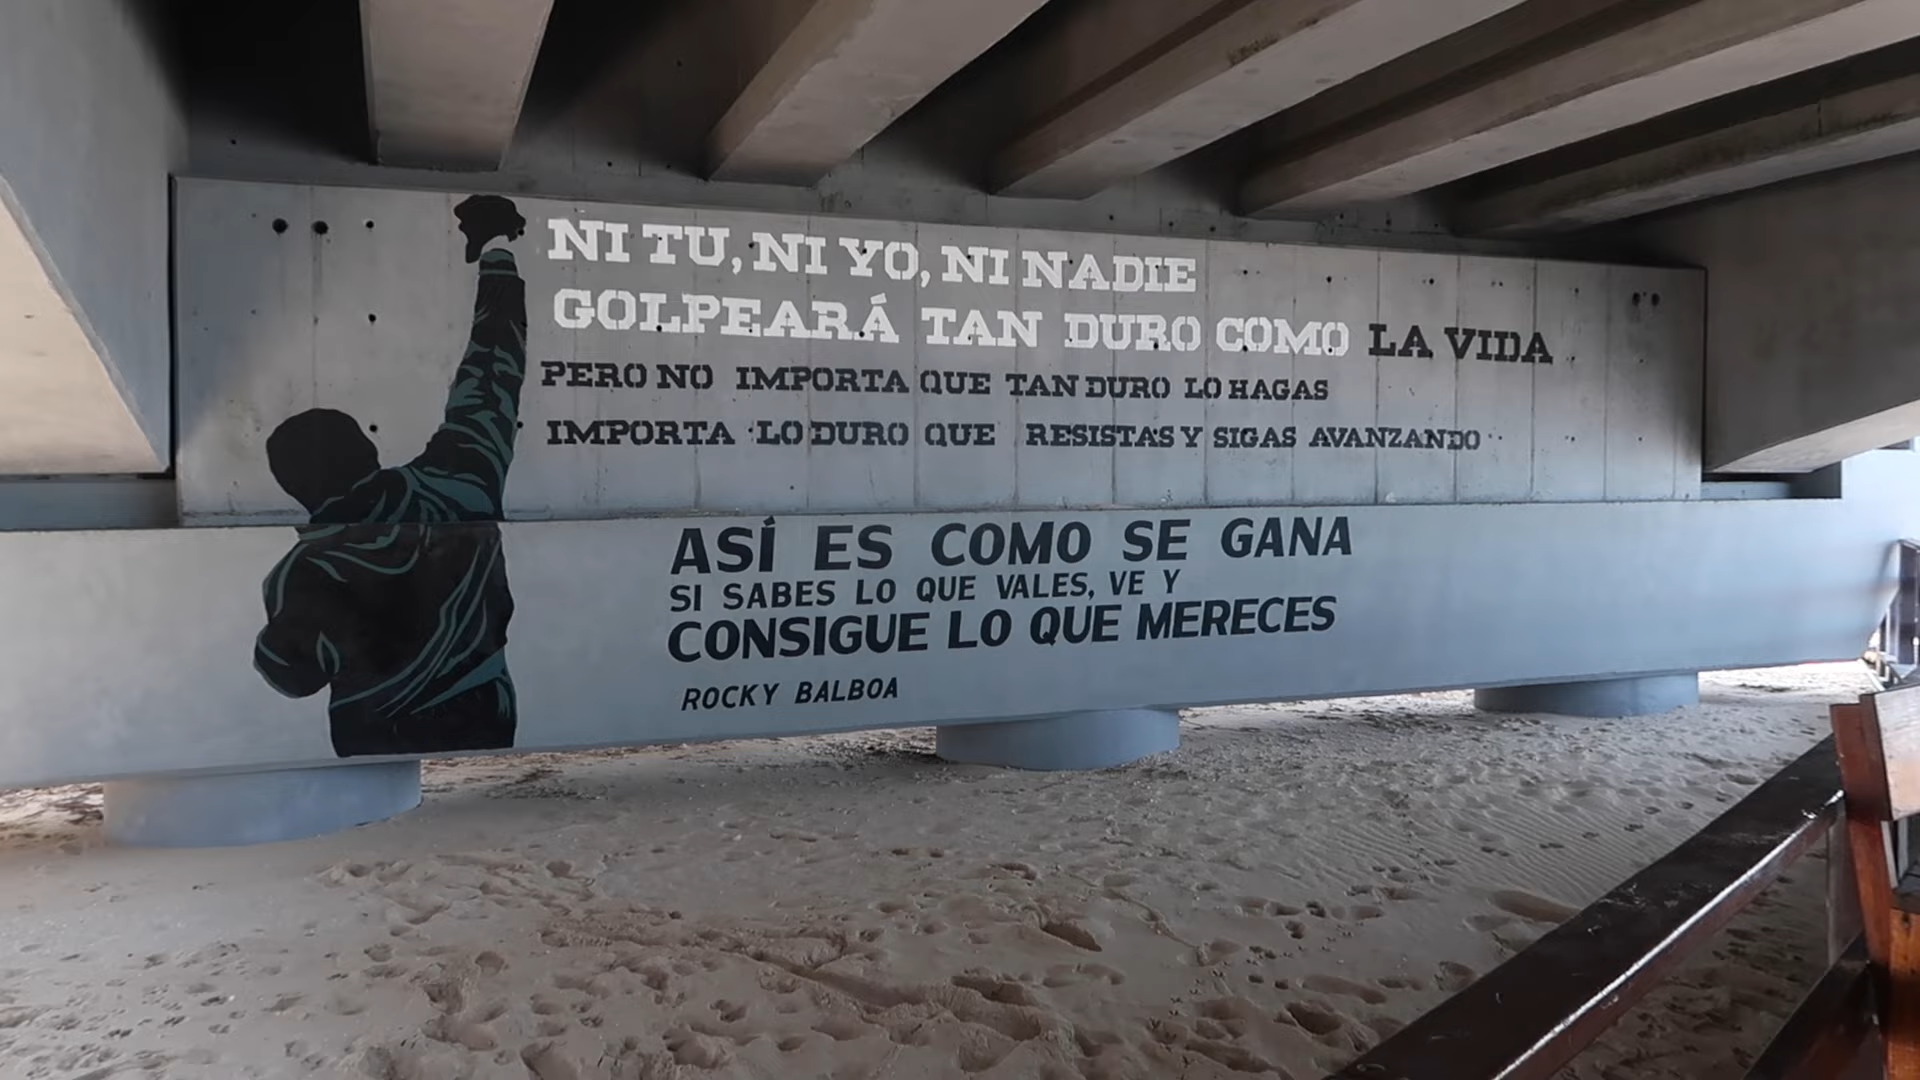 NI TU, NI YO, NI NADIE
GOLPEARÁ TAN DURO COMO LA VIDA
PERO NO IMPORTA QUE TAN DURO LO HAGAS
IMPORTA LO DURO QUE RESISTAS Y SIGAS AVANZANDO
ASÍ ES COMO SE GANA
SI SABES LO QUE VALES, VE Y
CONSIGUE LO QUE MERECES
ROCKY BALBOA